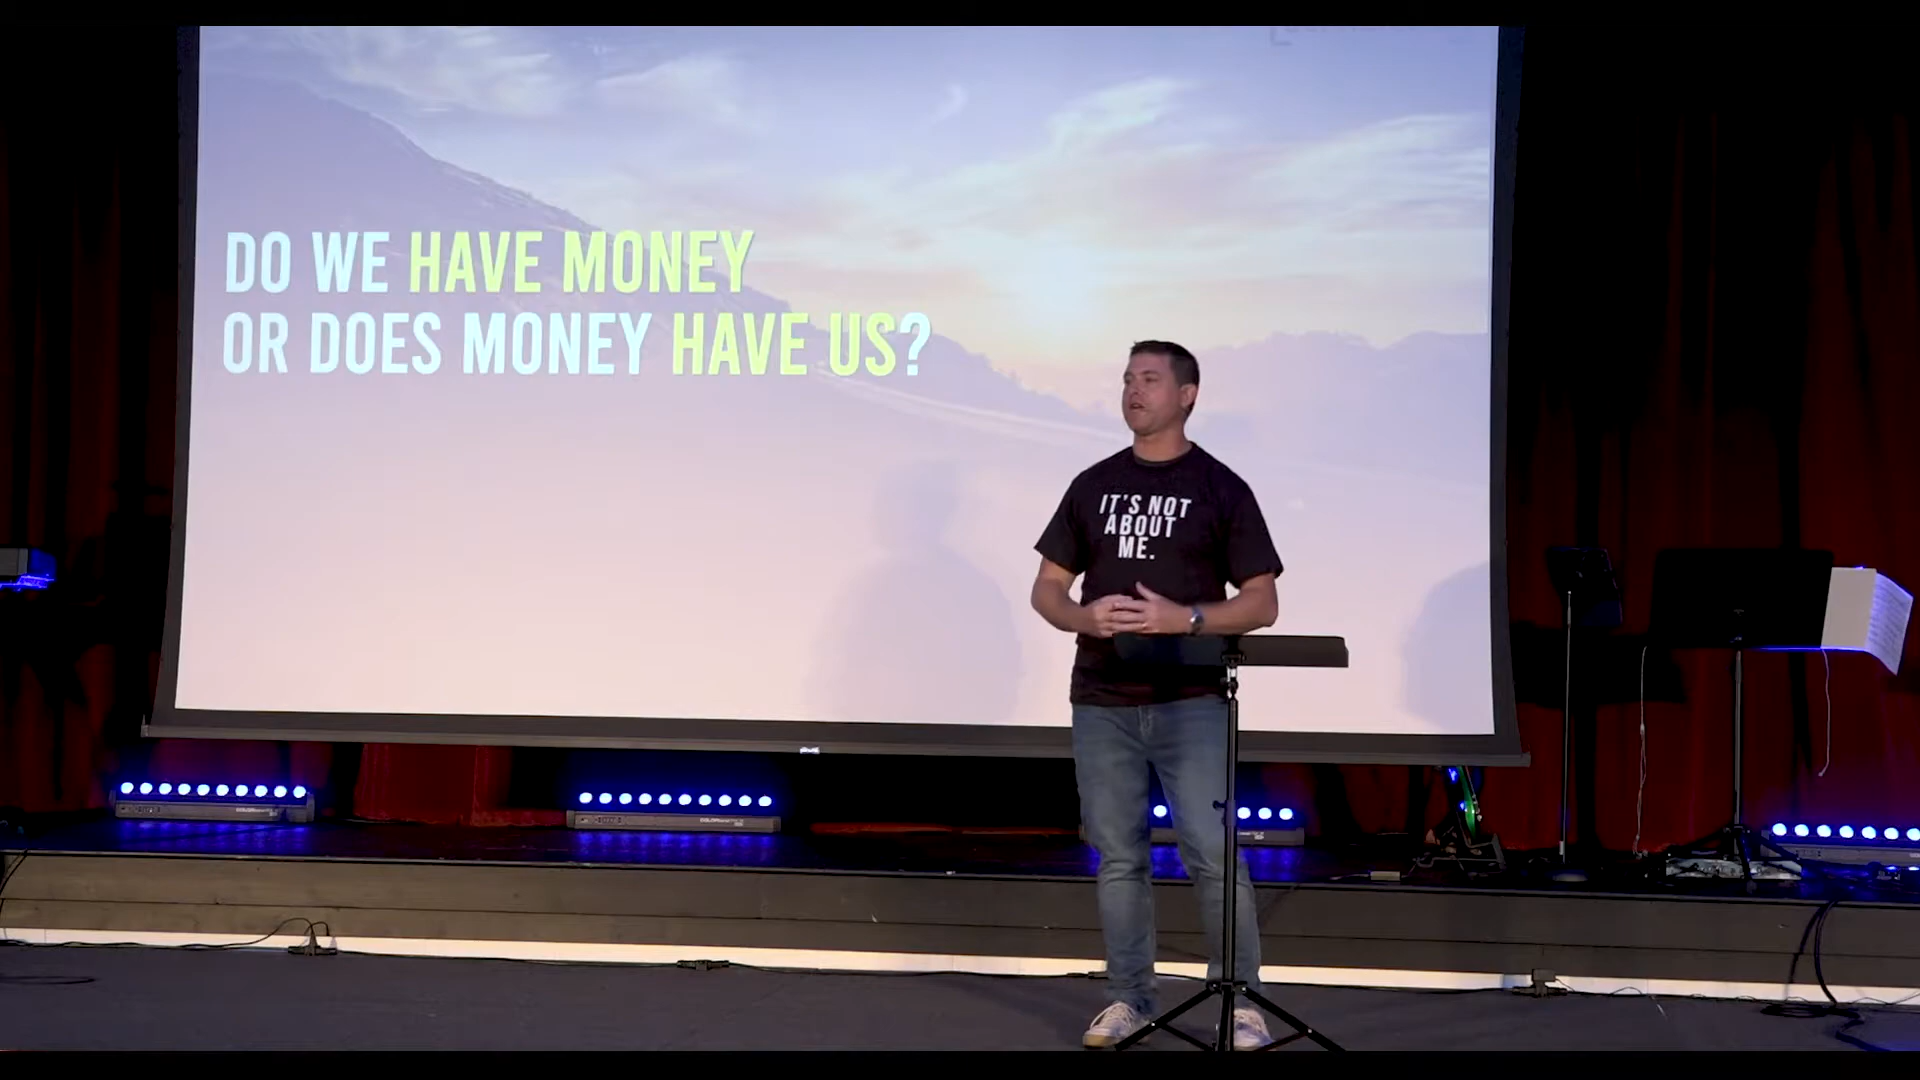 DO WE HAVE MONEY
OR DOES MONEY HAVE US?
IT'S NOT
ABOUT
ME.